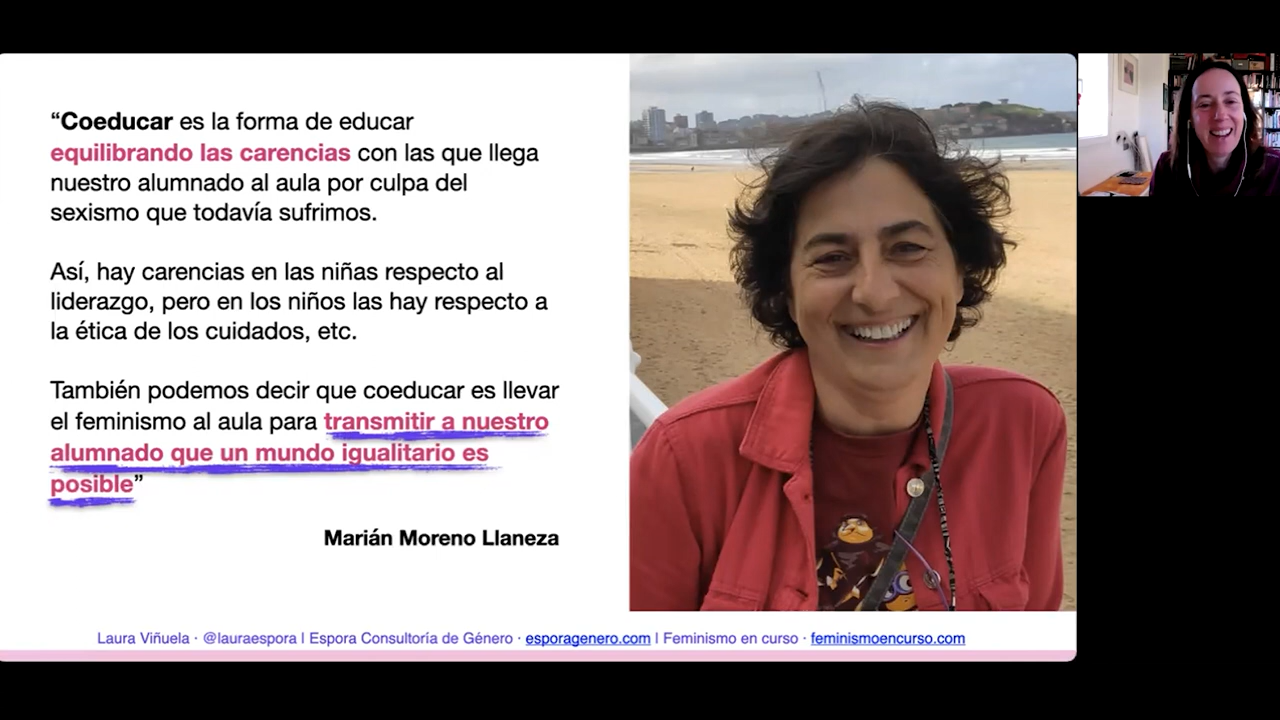 “Coeducar es la forma de educar
equilibrando las carencias con las que llega
nuestro alumnado al aula por culpa del
sexismo que todavía sufrimos.
Así, hay carencias en las niñas respecto al
liderazgo, pero en los niños las hay respecto a
la ética de los cuidados, etc.
También podemos decir que coeducar es llevar
el feminismo al aula para transmitir a nuestro
alumnado que un mundo igualitario es
posible”
Marián Moreno Llaneza
Laura Viñuela · @lauraespora | Espora Consultoría de Género · esporagenero.com | Feminismo en curso · feminismoencurso.com